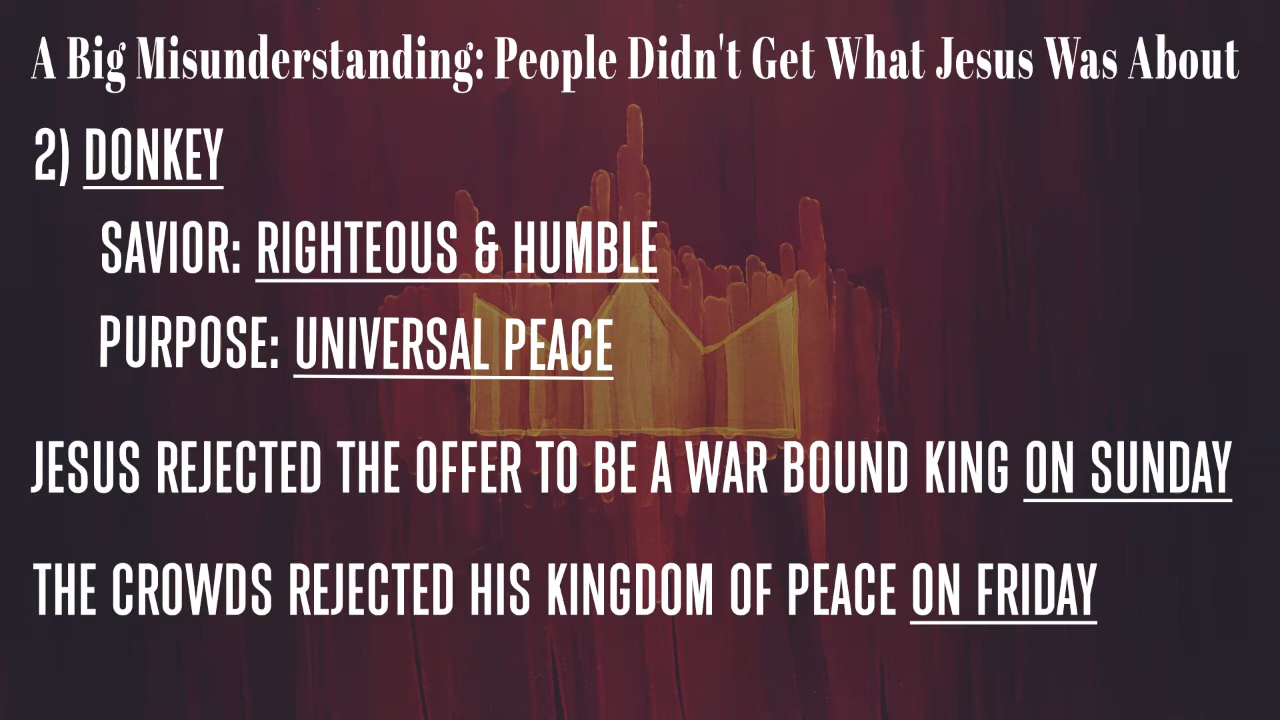 A Big Misunderstanding: People Didn't Get What Jesus Was About
2) DONKEY
SAVIOR: RIGHTEOUS & HUMBLE
PURPOSE: UNIVERSAL PEACE
JESUS REJECTED THE OFFER TO BE A WAR BOUND KING ON SUNDAY
THE CROWDS REJECTED HIS KINGDOM OF PEACE ON FRIDAY